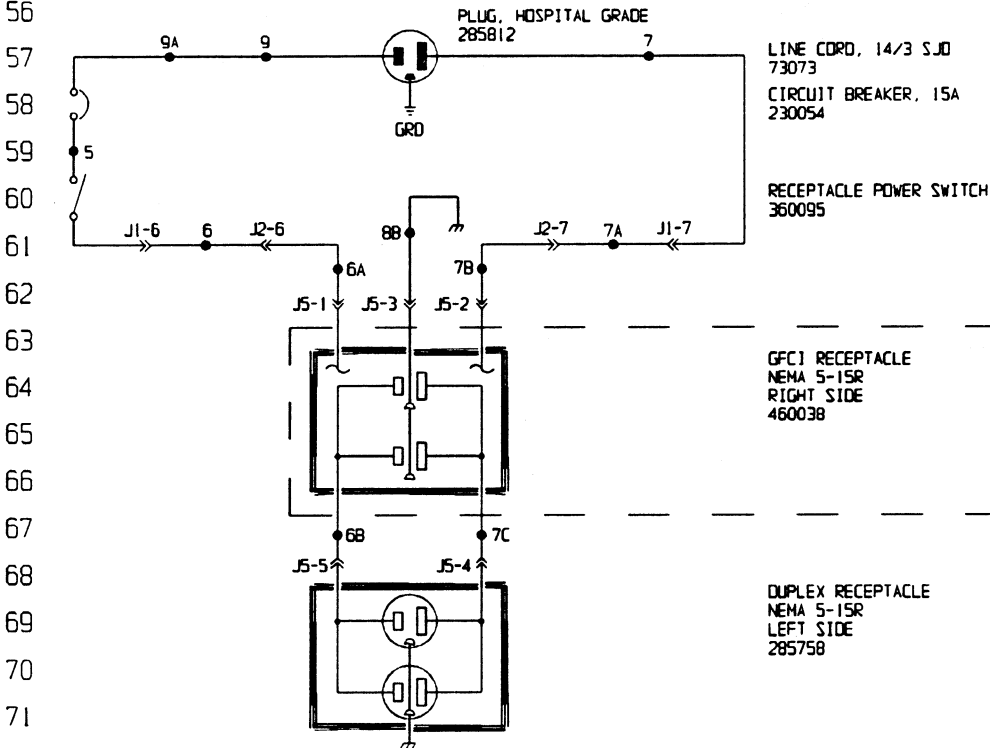 56
PLUG, HOSPITAL GRADE
285812
57
9A
9
7
LINE CORD, 14/3 SJO
73073
58
CIRCUIT BREAKER, 15A
230054
GRD
59
5
60
RECEPTACLE POWER SWITCH
360095
61
J1-6
6
J2-6
8B
J2-7
7A
J1-7
6A
7B
62
J5-1
J5-3
J5-2
63
GFCI RECEPTACLE
NEMA 5-15R
RIGHT SIDE
460038
64
65
66
67
6B
7C
68
J5-5
J5-4
DUPLEX RECEPTACLE
NEMA 5-15R
LEFT SIDE
285758
69
70
71